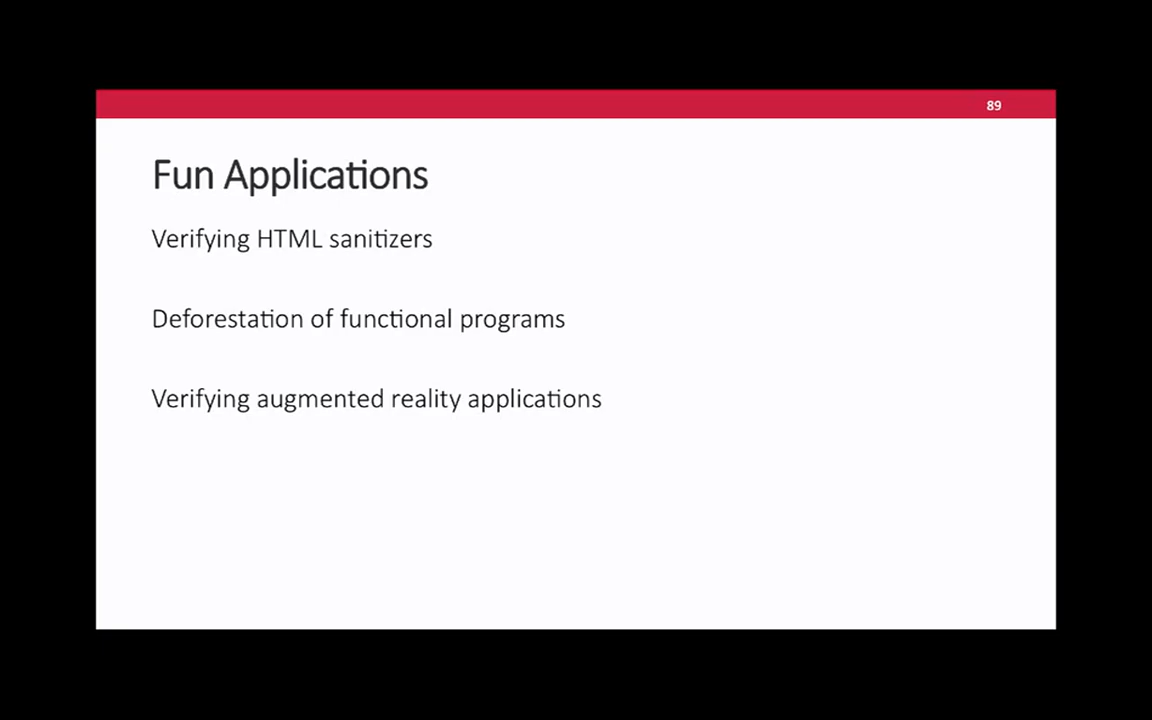 89
Fun Applications
Verifying HTML sanitizers
Deforestation of functional programs
Verifying augmented reality applications